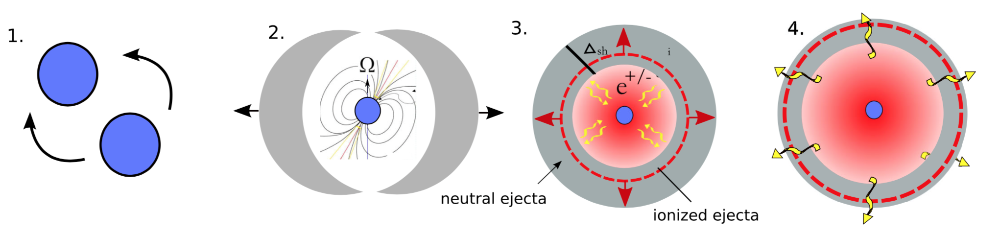 1.
2.
Ω
3.
Δsh
i
e+/-
neutral ejecta
ionized ejecta
4.